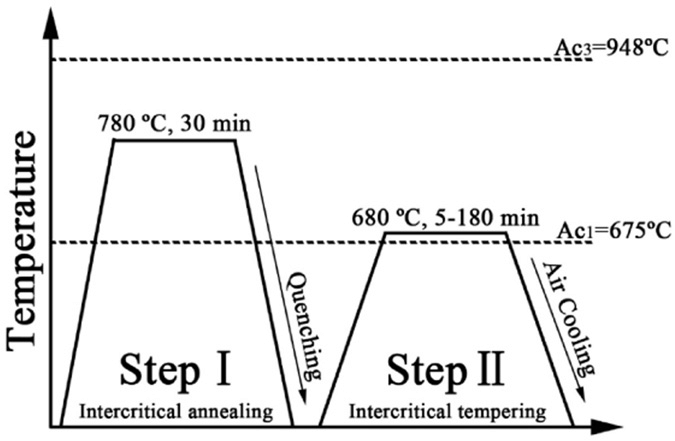 Temperature
Ac3=948ºC
780 ºC, 30 min
680 ºC, 5-180 min
Ac1=675ºC
Quenching
Air Cooling
Step I
Intercritical annealing
Step II
Intercritical tempering